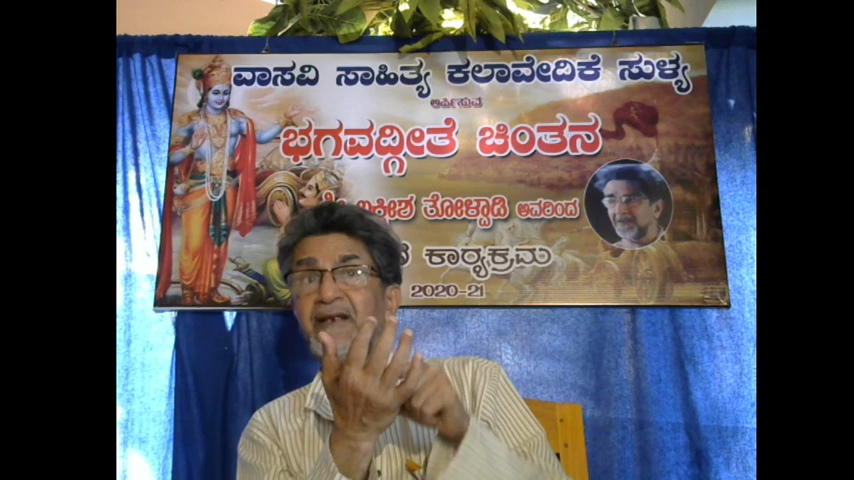 ವಾಸವಿ ಸಾಹಿತ್ಯ ಕಲಾವೇದಿಕೆ ಸುಳ್ಯ
ಅರ್ಪಿಸುವ
ಭಗವದ್ಗೀತೆ ಚಿಂತನ
ತೋಳ್ಪಾಡಿ ಅವರಿಂದ
ಕಾರ್ಯಕ್ರಮ
2020-21